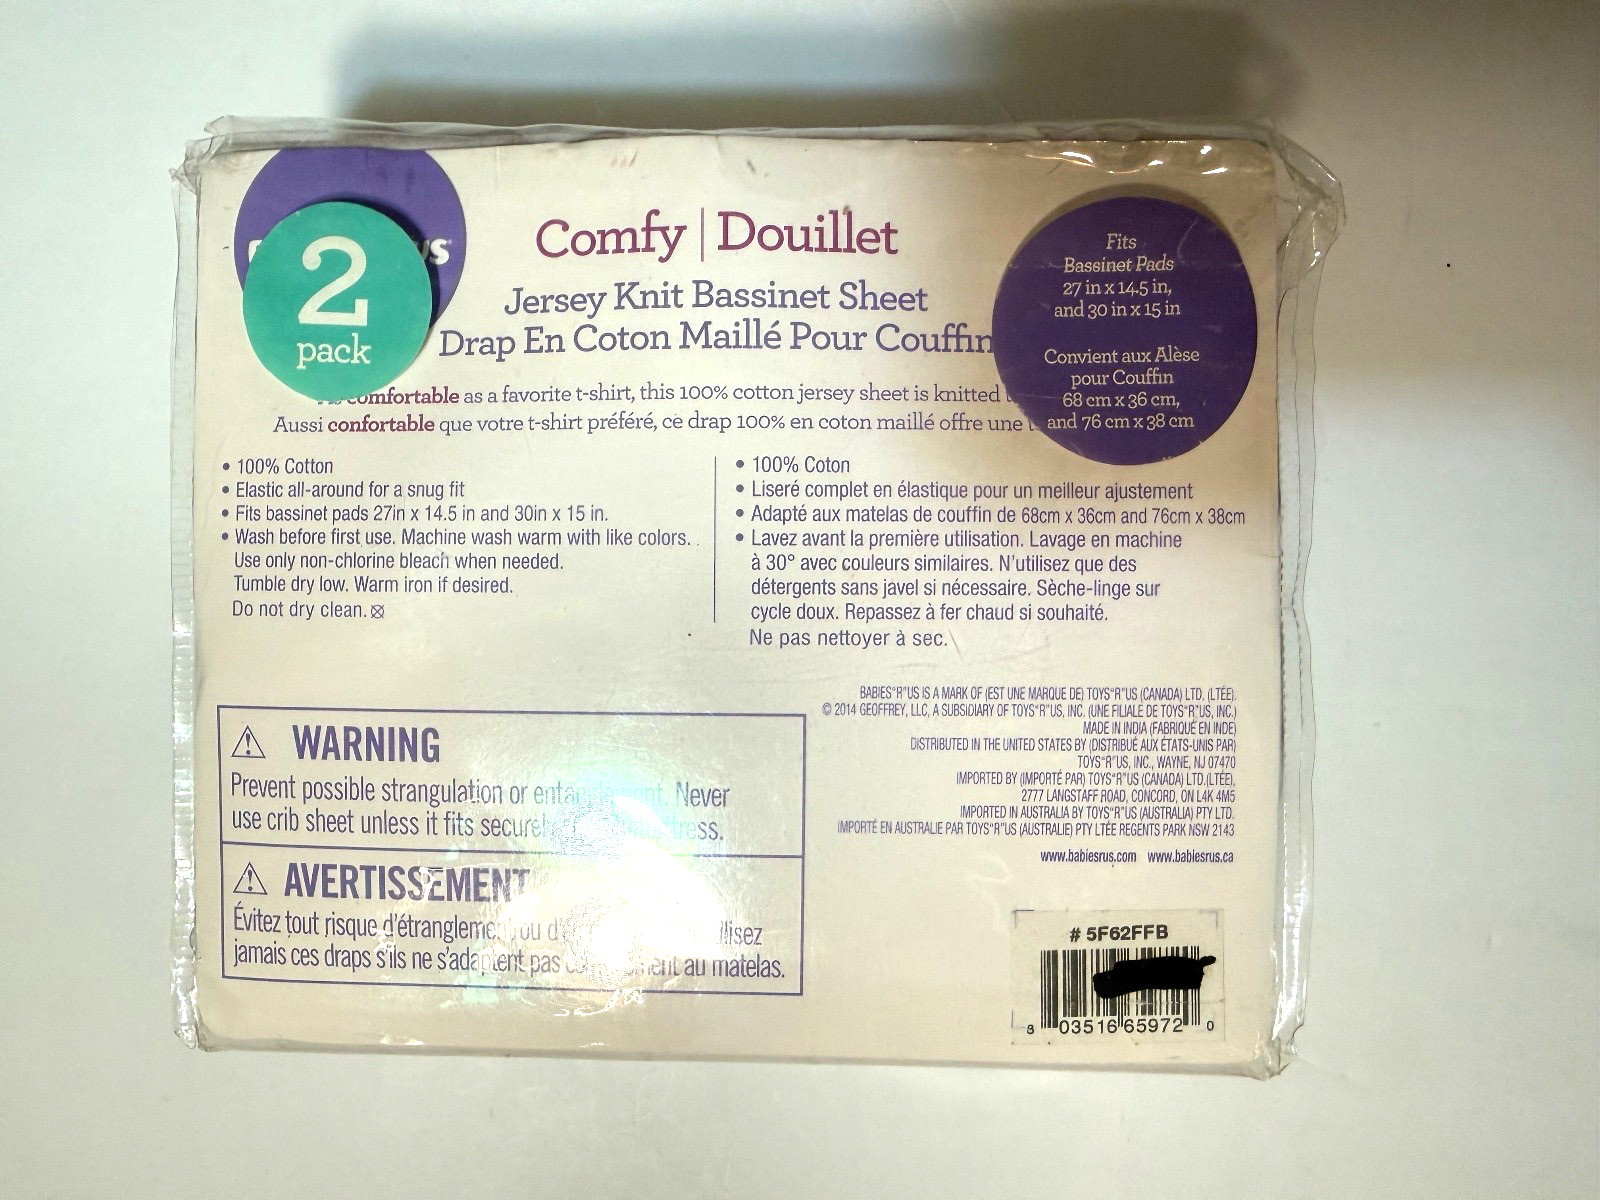 US®
2
pack
Comfy | Douillet
Jersey Knit Bassinet Sheet
Drap En Coton Maillé Pour Couffin
Fits
Bassinet Pads
27 in x 14.5 in,
and 30 in x 15 in
Convient aux Alèse
pour Couffin
68 cm x 36 cm,
and 76 cm x 38 cm
comfortable as a favorite t-shirt, this 100% cotton jersey sheet is knitted
Aussi confortable que votre t-shirt préféré, ce drap 100% en coton maillé offre une
• 100% Cotton
• Elastic all-around for a snug fit
• Fits bassinet pads 27in x 14.5 in and 30in x 15 in.
• Wash before first use. Machine wash warm with like colors.
Use only non-chlorine bleach when needed.
Tumble dry low. Warm iron if desired.
Do not dry clean.
• 100% Coton
• Liseré complet en élastique pour un meilleur ajustement
• Adapté aux matelas de couffin de 68cm x 36cm and 76cm x 38cm
• Lavez avant la première utilisation. Lavage en machine
à 30° avec couleurs similaires. N'utilisez que des
détergents sans javel si nécessaire. Sèche-linge sur
cycle doux. Repassez à fer chaud si souhaité.
Ne pas nettoyer à sec.
BABIES"R"US IS A MARK OF (EST UNE MARQUE DE) TOYS"R"US (CANADA) LTD. (LTÉE).
© 2014 GEOFFREY, LLC, A SUBSIDIARY OF TOYS"R"US, INC. (UNE FILIALE DE TOYS"R"US, INC.)
MADE IN INDIA (FABRIQUÉ EN INDE)
DISTRIBUTED IN THE UNITED STATES BY (DISTRIBUÉ AUX ÉTATS-UNIS PAR)
TOYS"R"US, INC., WAYNE, NJ 07470
IMPORTED BY (IMPORTÉ PAR) TOYS"R"US (CANADA) LTD.(LTÉE),
2777 LANGSTAFF ROAD, CONCORD, ON L4K 4M5
IMPORTED IN AUSTRALIA BY TOYS"R"US (AUSTRALIA) PTY LTD.
IMPORTÉ EN AUSTRALIE PAR TOYS"R"US (AUSTRALIE) PTY LTÉE REGENTS PARK NSW 2143
www.babiesrus.com www.babiesrus.ca
WARNING
Prevent possible strangulation or entanglement. Never
use crib sheet unless it fits securely mattress.
AVERTISSEMENT
Évitez tout risque d'étranglement ou
jamais ces draps s'ils ne s'adaptent pas au matelas.
# 5F62FFB
8 03516 65972 0